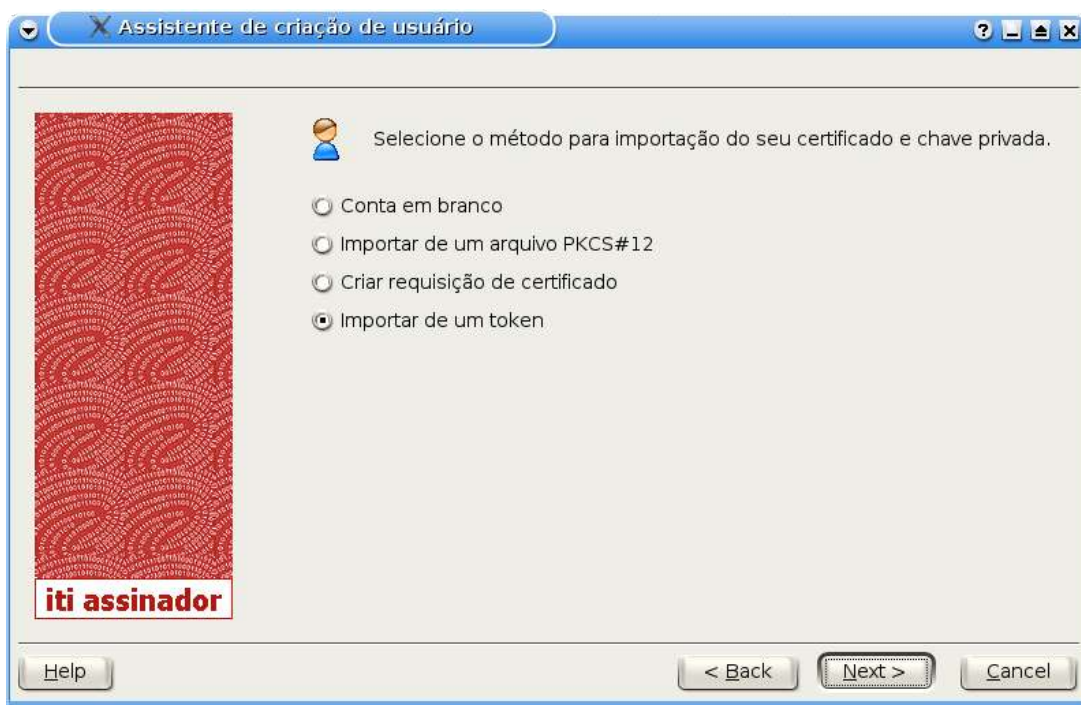 Assistente de criação de usuário
Selecione o método para importação do seu certificado e chave privada.
Conta em branco
Importar de um arquivo PKCS#12
Criar requisição de certificado
Importar de um token
iti assinador
Help
< Back
Next >
Cancel